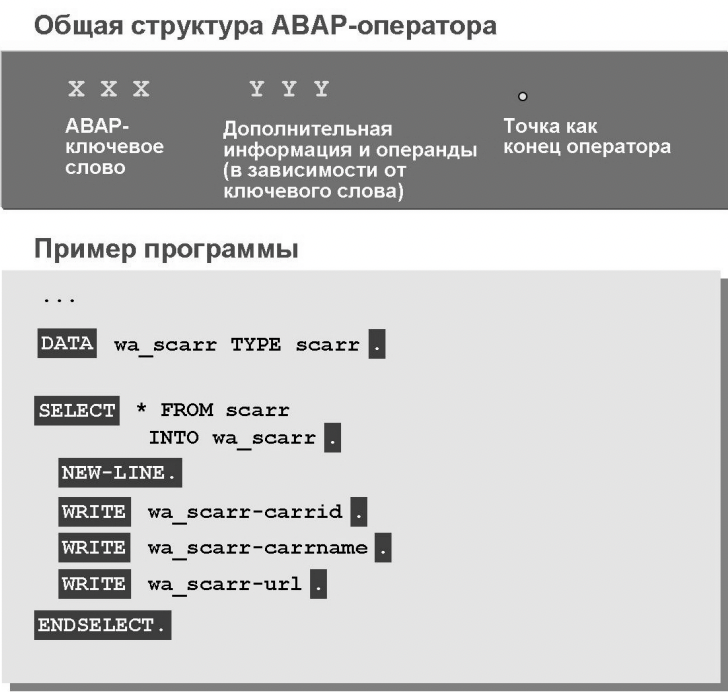 Общая структура ABAP-оператора
X X X Y Y Y .
ABAP-
ключевое
слово
Дополнительная
информация и операнды
(в зависимости от
ключевого слова)
Точка как
конец оператора
Пример программы
...
DATA wa_scarr TYPE scarr .
SELECT * FROM scarr
INTO wa_scarr .
NEW-LINE.
WRITE wa_scarr-carrid .
WRITE wa_scarr-carrname .
WRITE wa_scarr-url .
ENDSELECT.